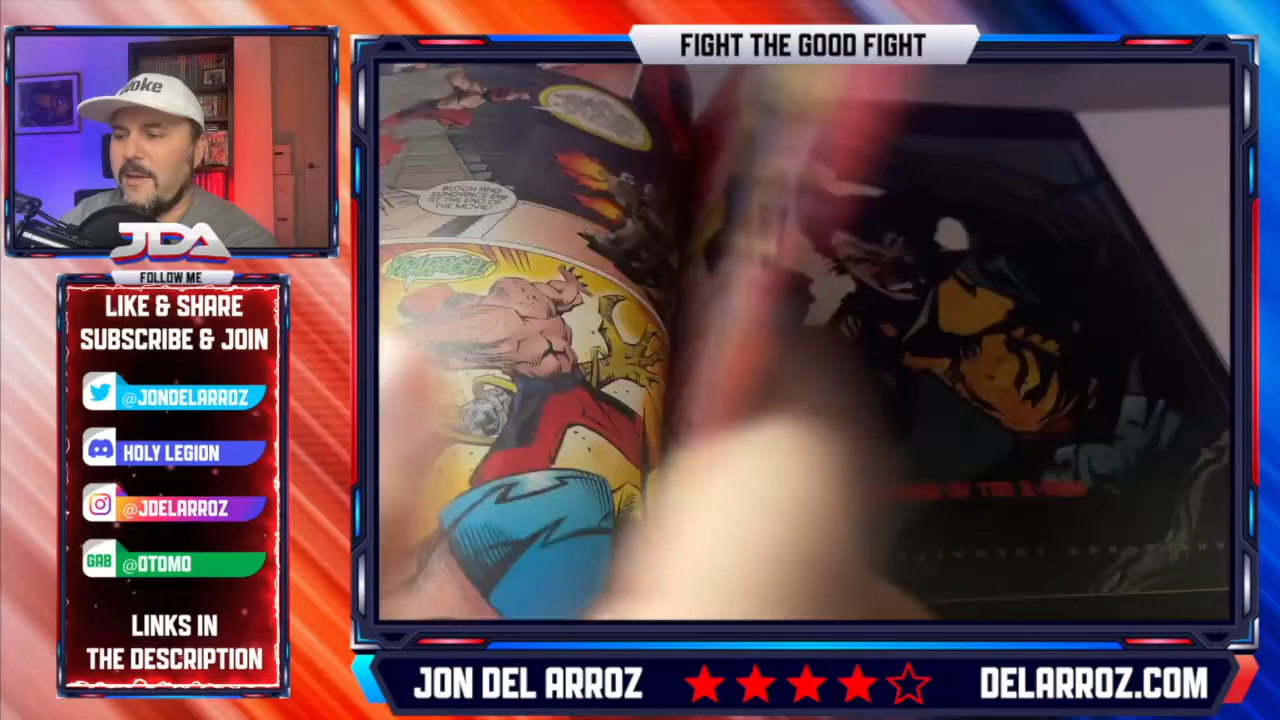 FIGHT THE GOOD FIGHT
JDA
FOLLOW ME
LIKE & SHARE
SUBSCRIBE & JOIN
@JONDELARROZ
HOLY LEGION
@JDELARROZ
GAB
@OTOMO
LINKS IN
THE DESCRIPTION
BUTCH AND
SUNDANCE DIE
AT THE END OF
THE MOVIE.
JON DEL ARROZ
DELARROZ.COM